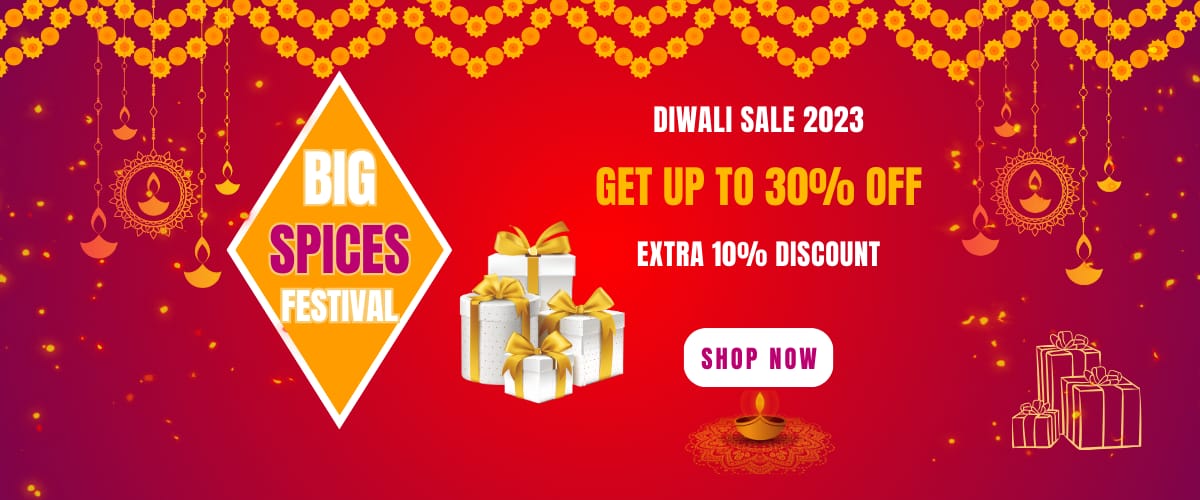 BIG
SPICES
FESTIVAL
DIWALI SALE 2023
GET UP TO 30% OFF
EXTRA 10% DISCOUNT
SHOP NOW